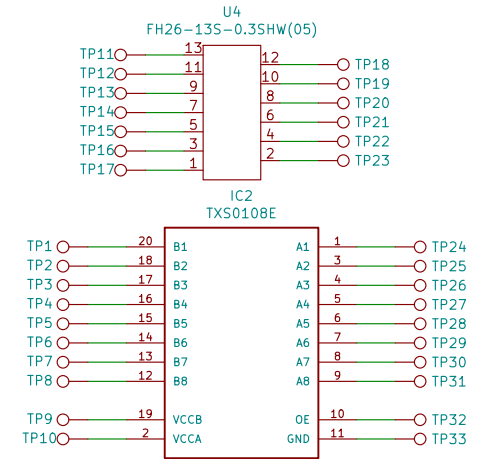 U4
FH26-13S-0.3SHW(05)
TP11 13
12 TP18
TP12 11
10 TP19
TP13 9
8 TP20
TP14 7
6 TP21
TP15 5
4 TP22
TP16 3
2 TP23
TP17 1
IC2
TXS0108E
TP1 20 B1 A1 1 TP24
TP2 18 B2 A2 3 TP25
TP3 17 B3 A3 4 TP26
TP4 16 B4 A4 5 TP27
TP5 15 B5 A5 6 TP28
TP6 14 B6 A6 7 TP29
TP7 13 B7 A7 8 TP30
TP8 12 B8 A8 9 TP31
TP9 19 VCCB OE 10 TP32
TP10 2 VCCA GND 11 TP33